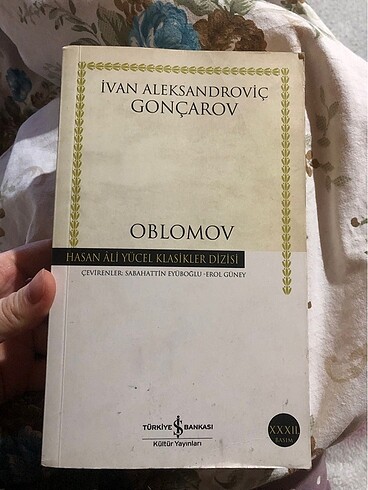 İVAN ALEKSANDROVİÇ
GONÇAROV
OBLOMOV
HASAN ÂLİ YÜCEL KLASİKLER DİZİSİ
ÇEVİRENLER: SABAHATTİN EYÜBOĞLU -EROL GÜNEY
TÜRKİYE İŞ BANKASI
Kültür Yayınları
XXXII.
BASIM